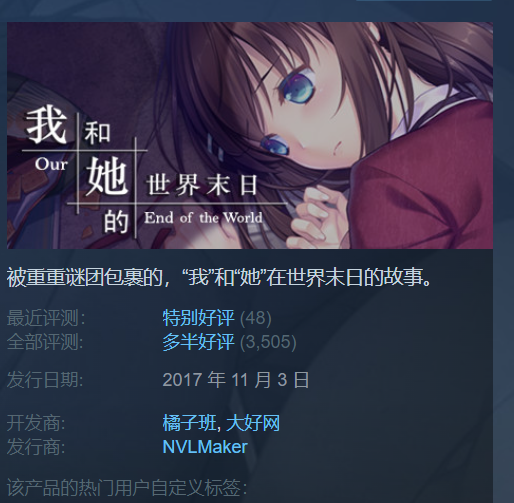 我和
Our
她 世界末日
的 End of the World
被重重谜团包裹的，“我”和“她”在世界末日的故事。
最近评测: 特别好评 (48)
全部评测: 多半好评 (3,505)
发行日期: 2017 年 11 月 3 日
开发商: 橘子班, 大好网
发行商: NVLMaker
该产品的热门用户自定义标签: